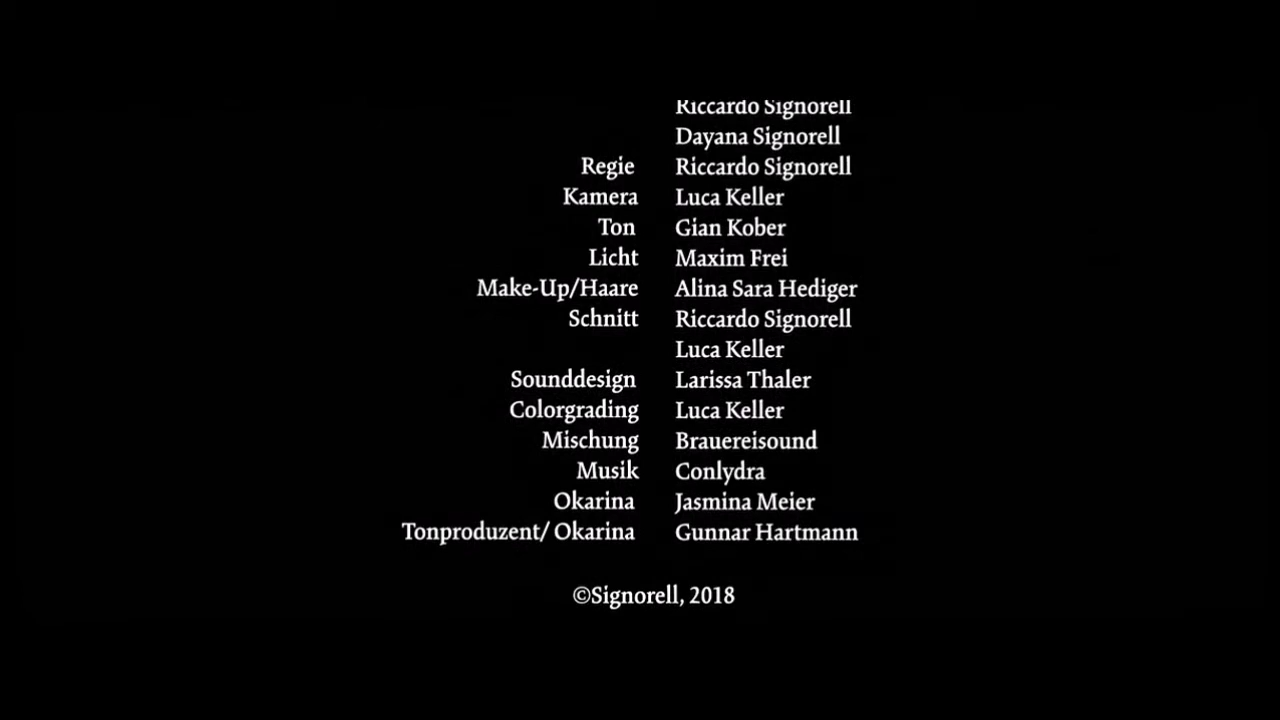 Riccardo Signorell
Dayana Signorell
Regie Riccardo Signorell
Kamera Luca Keller
Ton Gian Kober
Licht Maxim Frei
Make-Up/Haare Alina Sara Hediger
Schnitt Riccardo Signorell
Luca Keller
Sounddesign Larissa Thaler
Colorgrading Luca Keller
Mischung Brauereisound
Musik Conlydra
Okarina Jasmina Meier
Tonproduzent/ Okarina Gunnar Hartmann
©Signorell, 2018